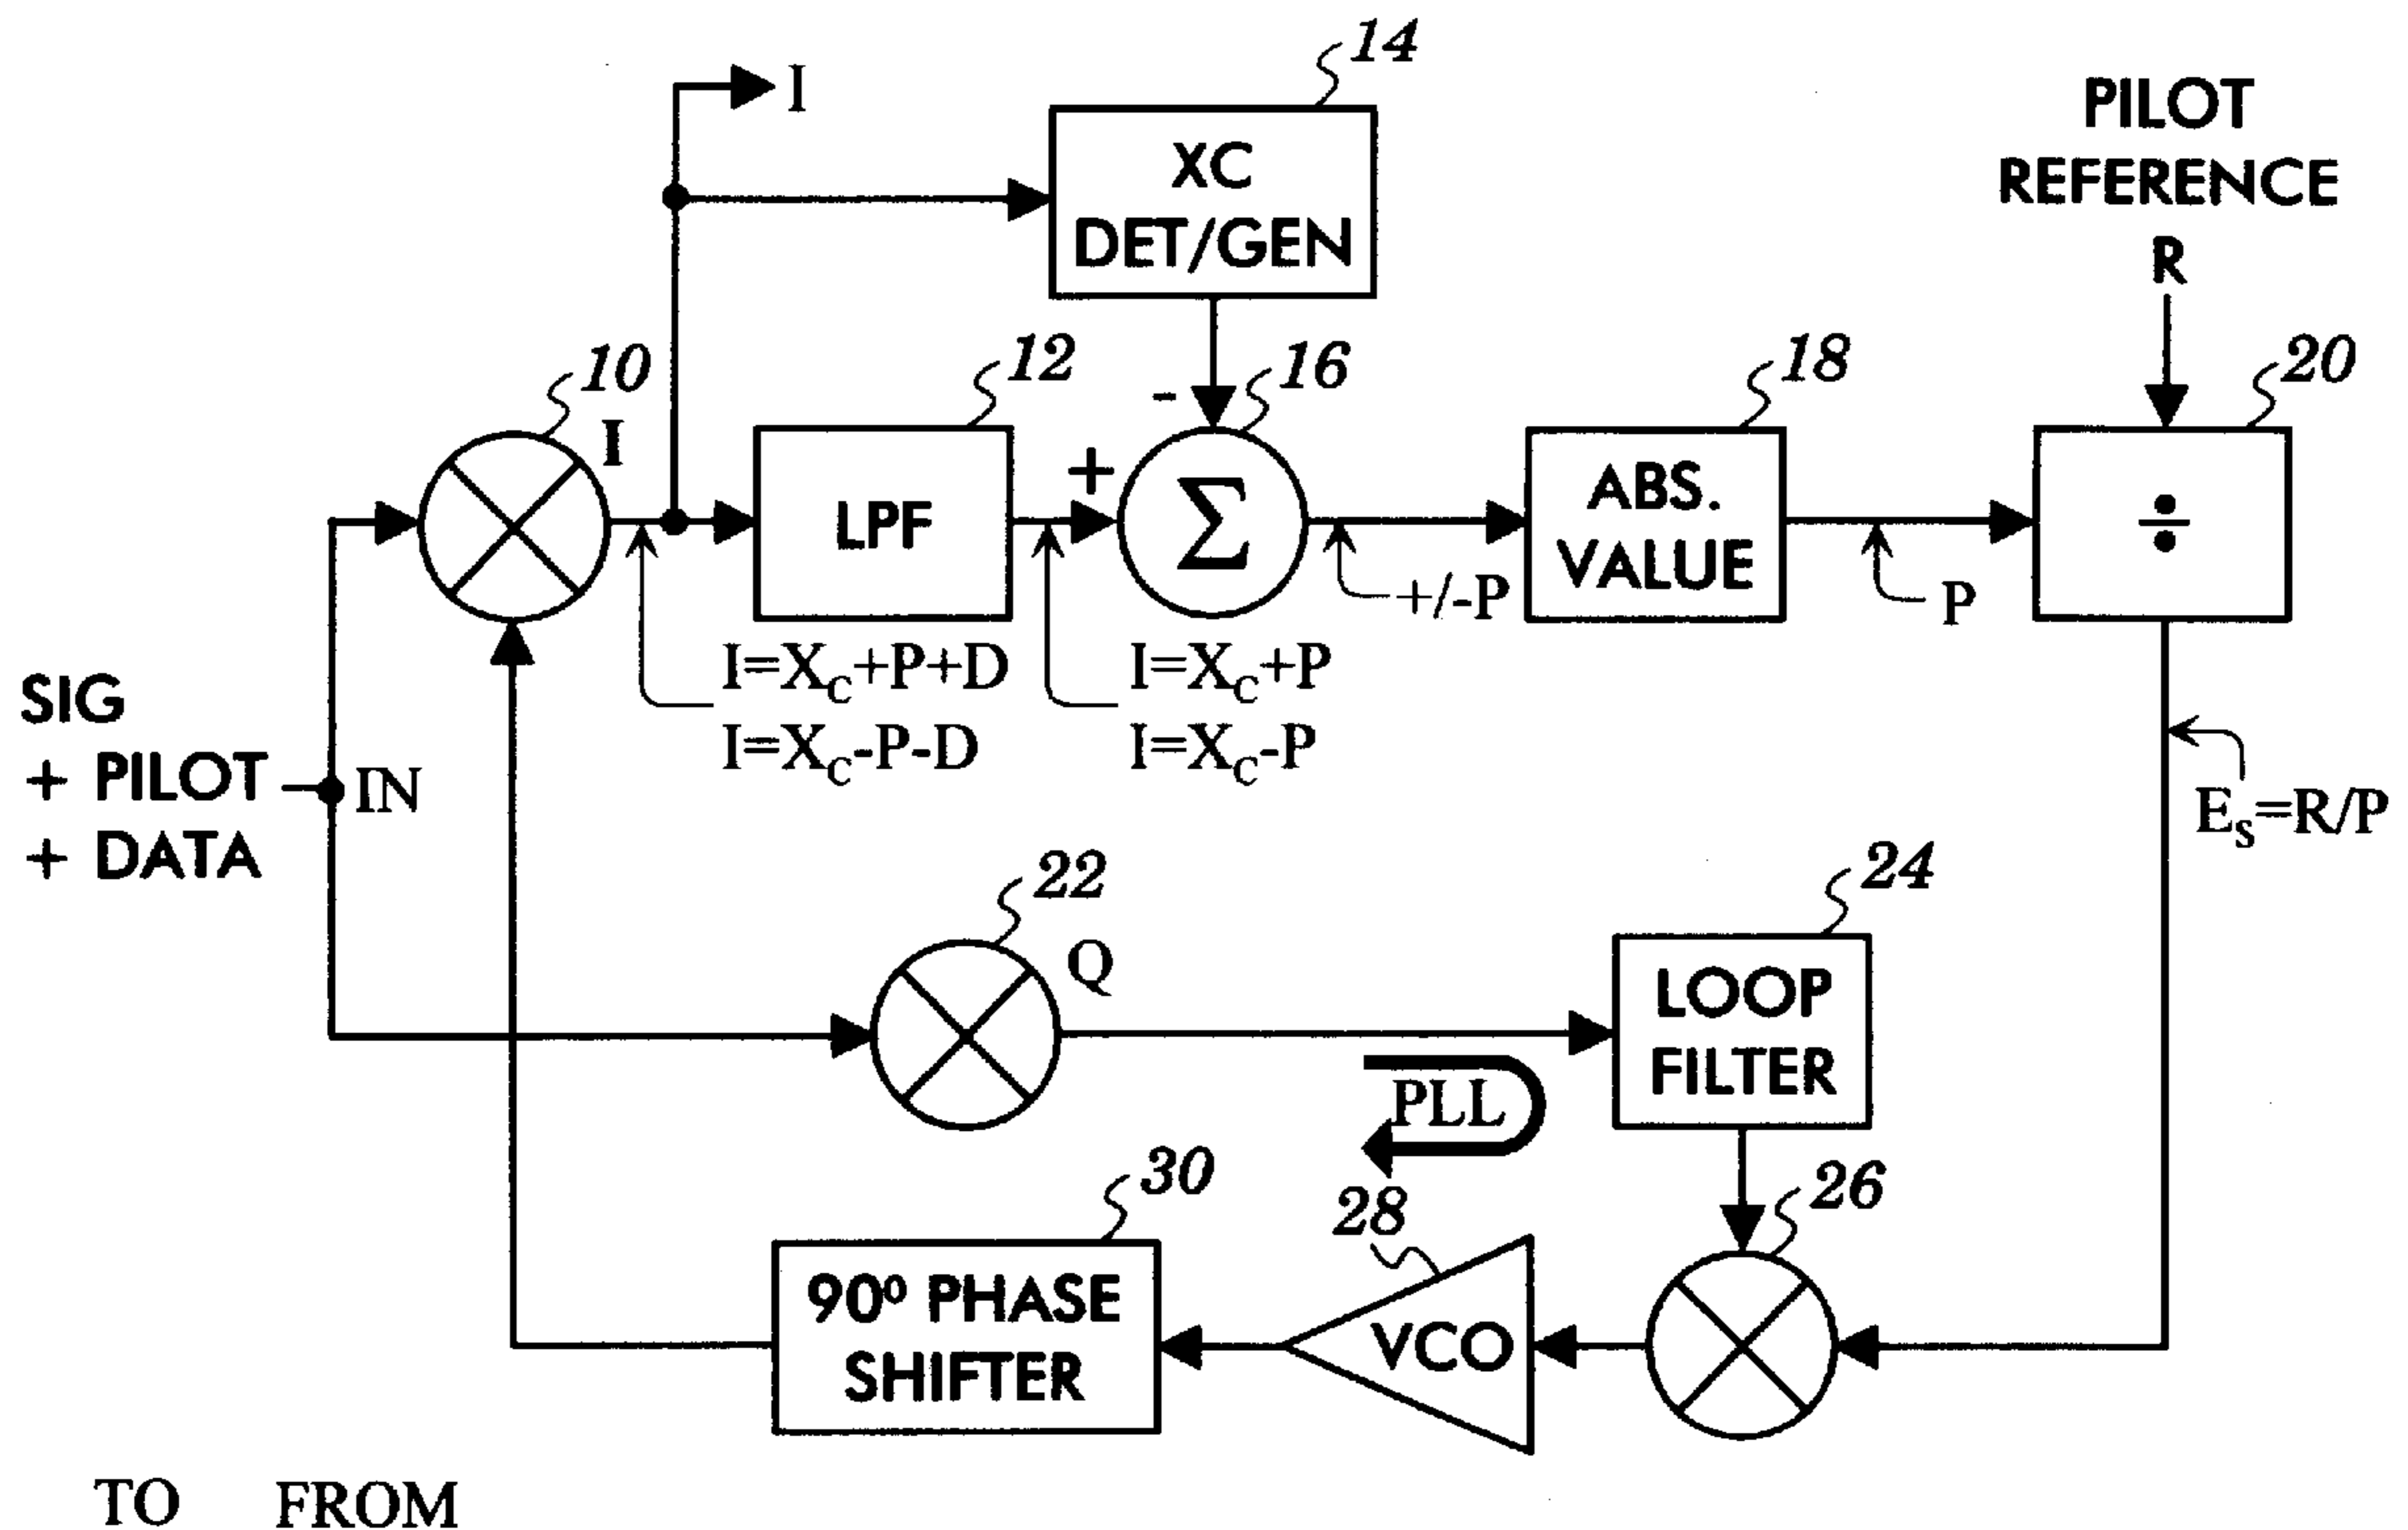 14
I
XC
DET/GEN
PILOT
REFERENCE
R
10
I
12
LPF
-
+
16
Σ
+/-P
18
ABS.
VALUE
P
20
÷
I=X_C+P+D
I=X_C-P-D
I=X_C+P
I=X_C-P
E_S=R/P
SIG
+ PILOT
+ DATA
IN
22
Q
24
LOOP
FILTER
PLL
26
28
VCO
30
90º PHASE
SHIFTER
TO FROM